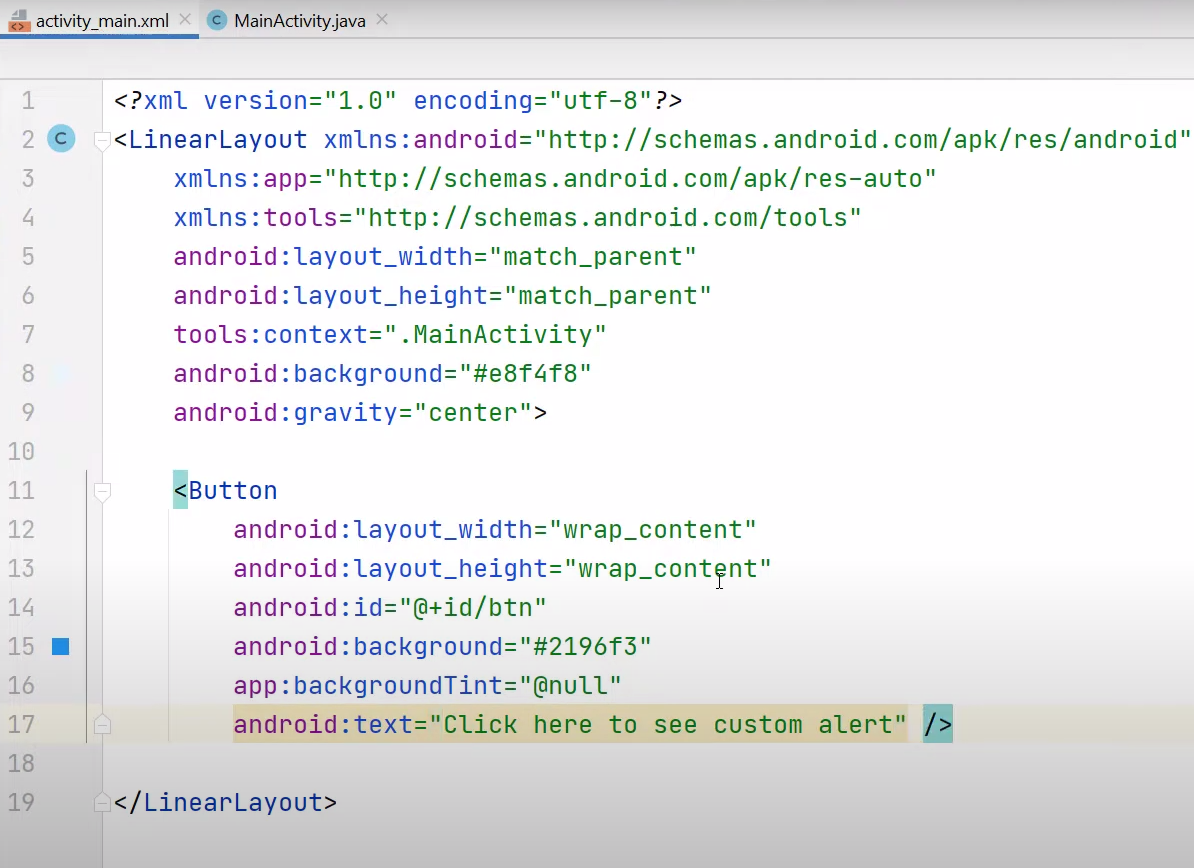 activity_main.xml
C MainActivity.java
1 <?xml version="1.0" encoding="utf-8"?>
2 C <LinearLayout xmlns:android="http://schemas.android.com/apk/res/android"
3 xmlns:app="http://schemas.android.com/apk/res-auto"
4 xmlns:tools="http://schemas.android.com/tools"
5 android:layout_width="match_parent"
6 android:layout_height="match_parent"
7 tools:context=".MainActivity"
8 android:background="#e8f4f8"
9 android:gravity="center">
10
11 <Button
12 android:layout_width="wrap_content"
13 android:layout_height="wrap_content"
14 android:id="@+id/btn"
15 android:background="#2196f3"
16 app:backgroundTint="@null"
17 android:text="Click here to see custom alert" />
18
19 </LinearLayout>